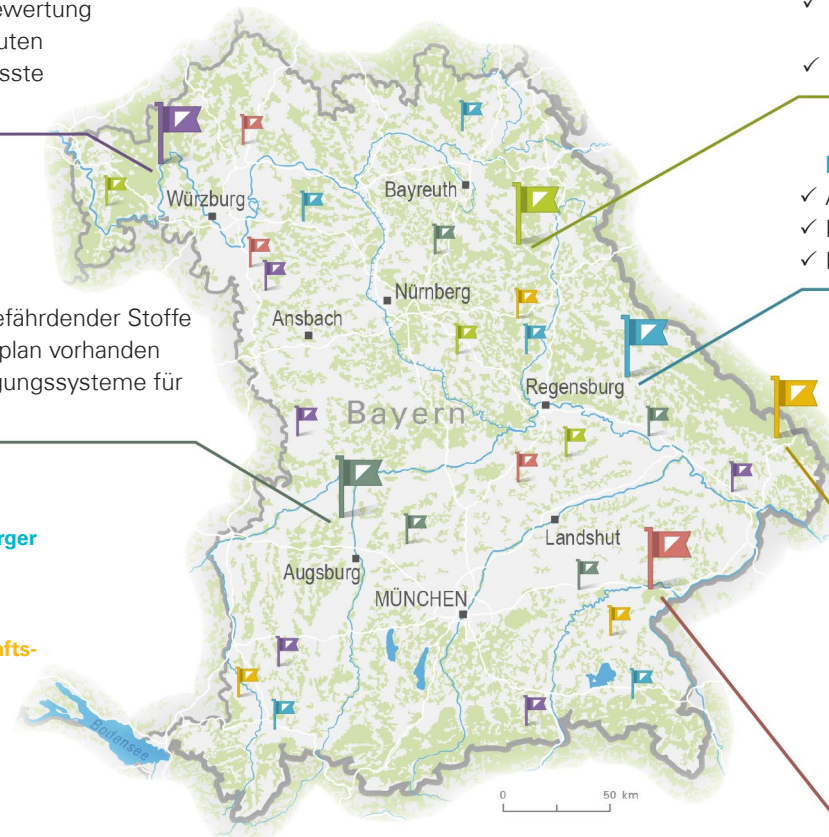 ewertung
uten
sste
efährdender Stoffe
plan vorhanden
gungssysteme für
rger
afts-
Würzburg
Bayreuth
Nürnberg
Ansbach
Regensburg
Bayern
Landshut
Augsburg
MÜNCHEN
Bodensee
0 50 km